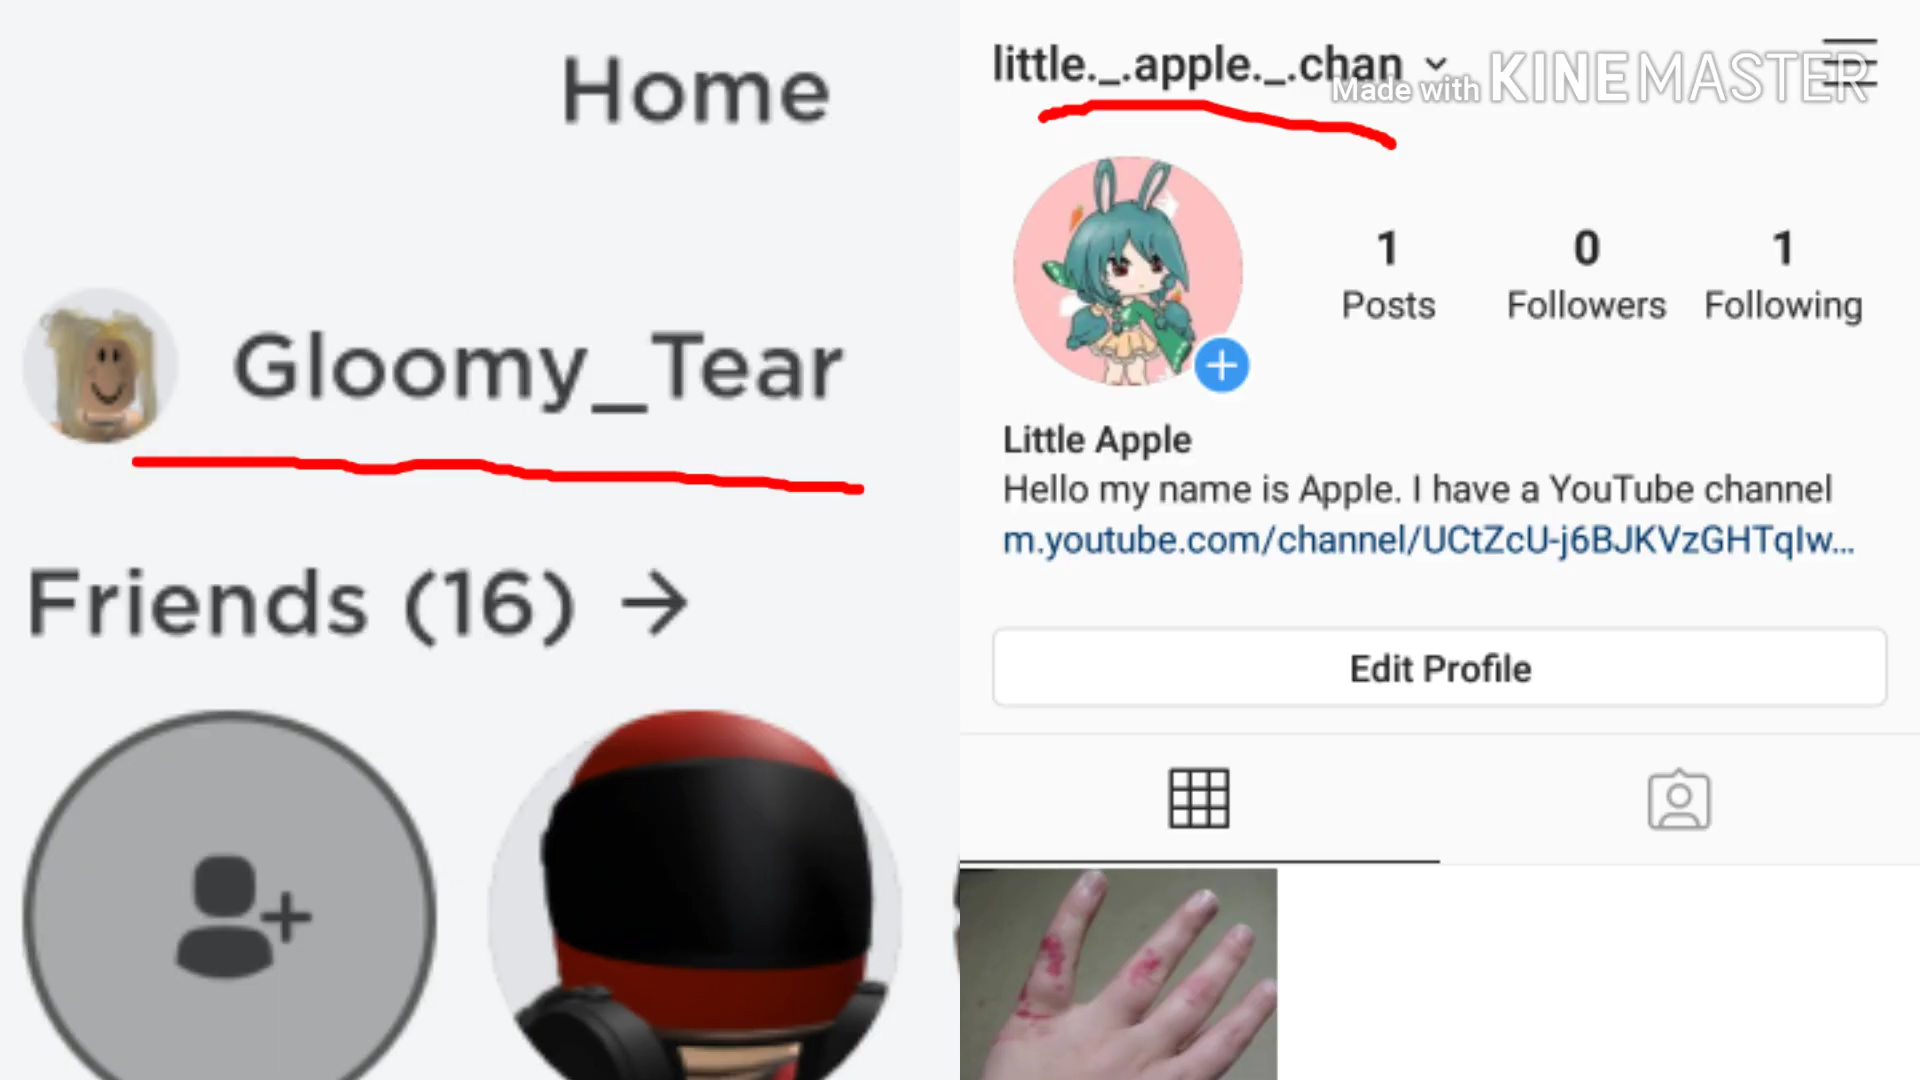 Home
Gloomy_Tear
Friends (16) →
little._.apple._.chan
Made with KINEMASTER
1
Posts
0
Followers
1
Following
Little Apple
Hello my name is Apple. I have a YouTube channel
m.youtube.com/channel/UCtZcU-j6BJKVzGHTqIw...
Edit Profile